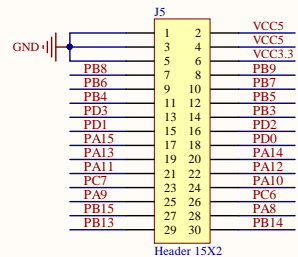 J5
1 2 VCC5
GND 3 4 VCC5
5 6 VCC3.3
PB8 7 8 PB9
PB6 9 10 PB7
PB4 11 12 PB5
PD3 13 14 PB3
PD1 15 16 PD2
PA15 17 18 PD0
PA13 19 20 PA14
PA11 21 22 PA12
PC7 23 24 PA10
PA9 25 26 PC6
PB15 27 28 PA8
PB13 29 30 PB14
Header 15X2